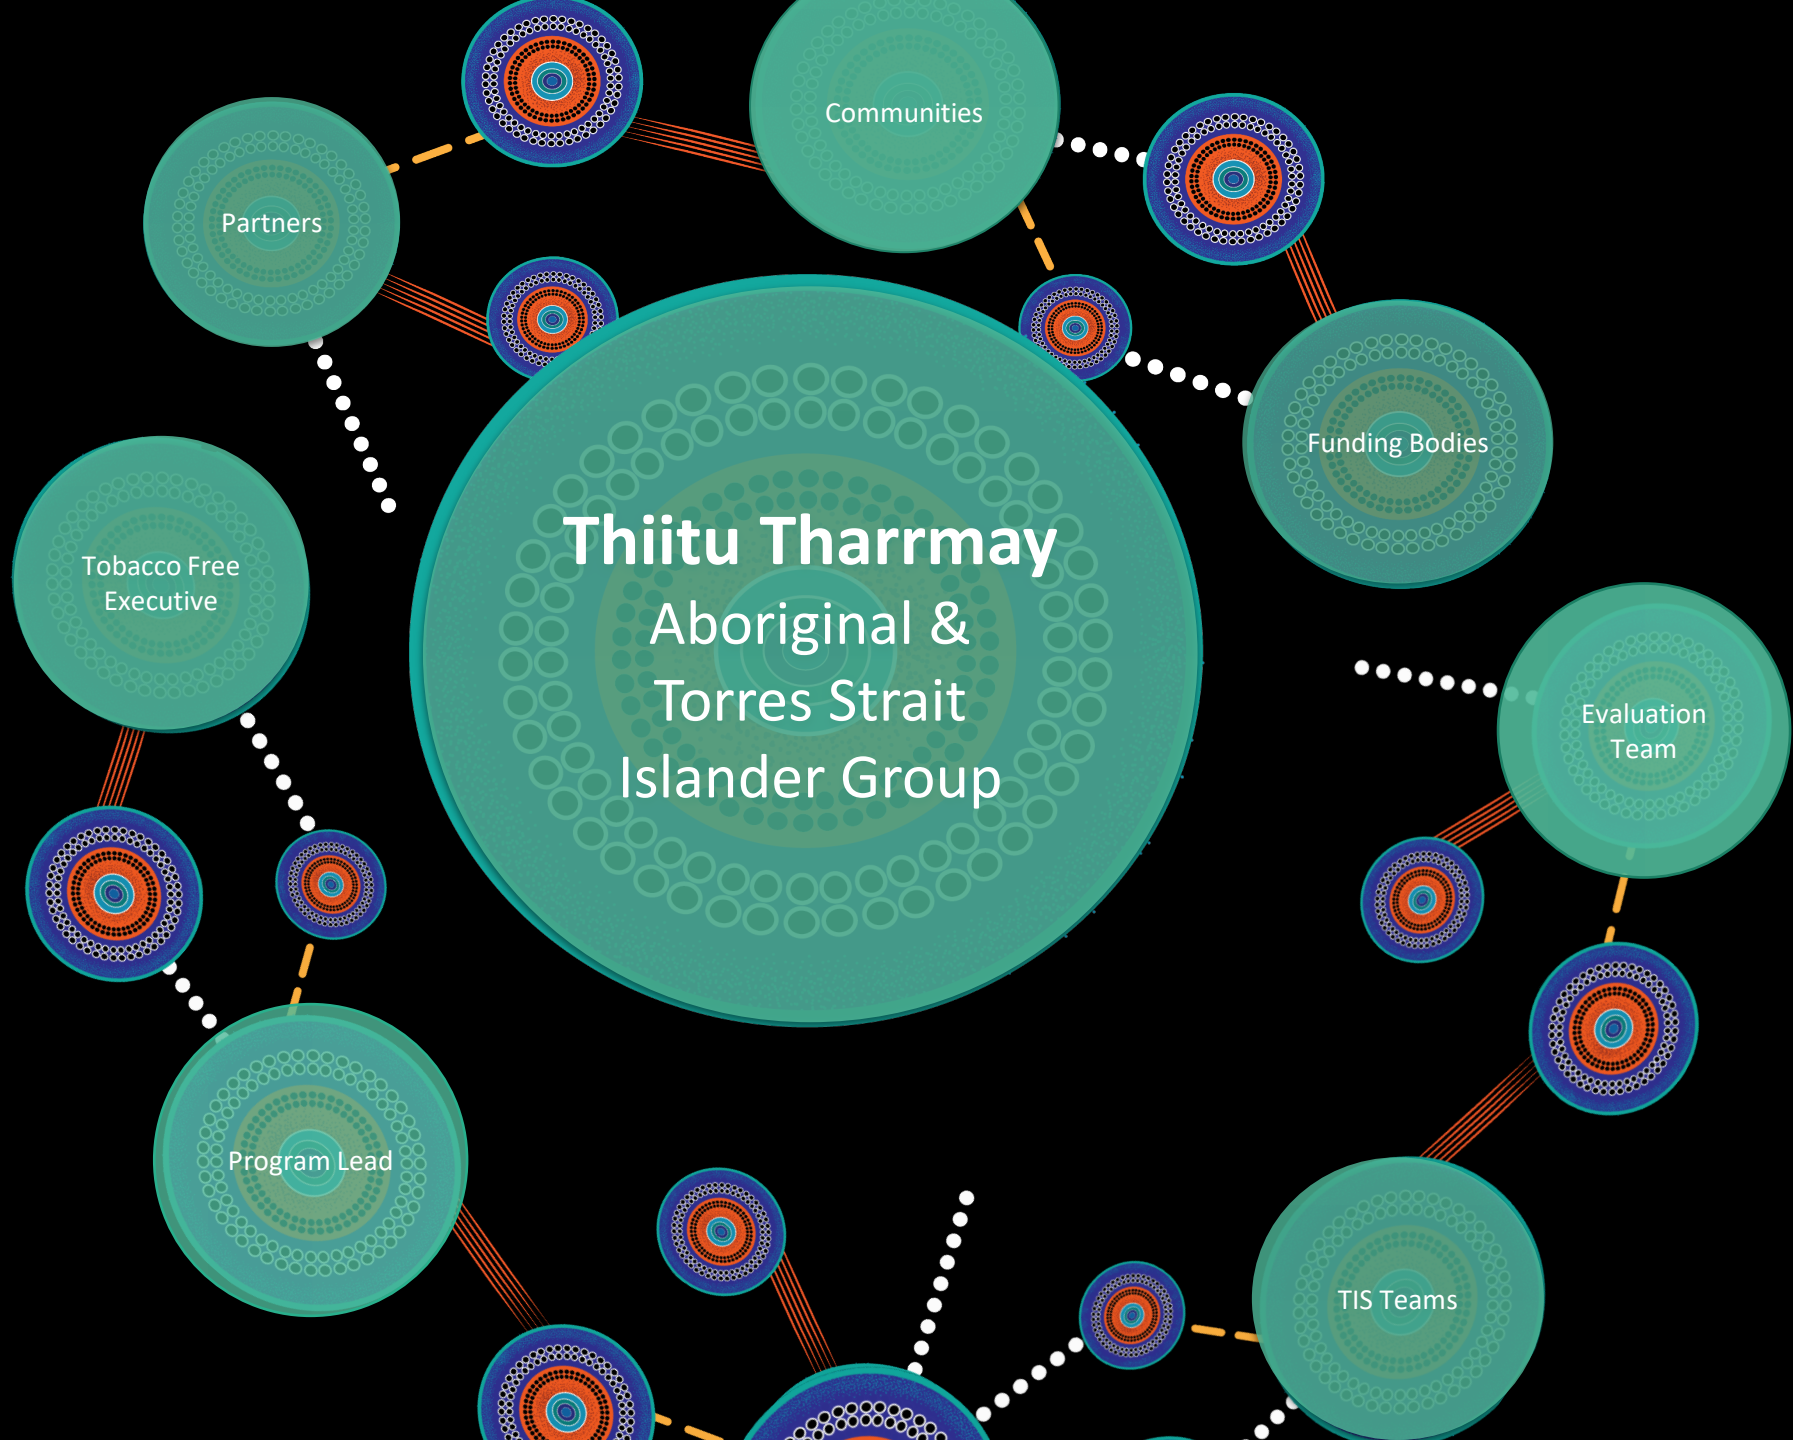 Communities
Partners
Funding Bodies
Thiitu Tharrmay
Aboriginal &
Torres Strait
Islander Group
Tobacco Free
Executive
Evaluation
Team
Program Lead
TIS Teams